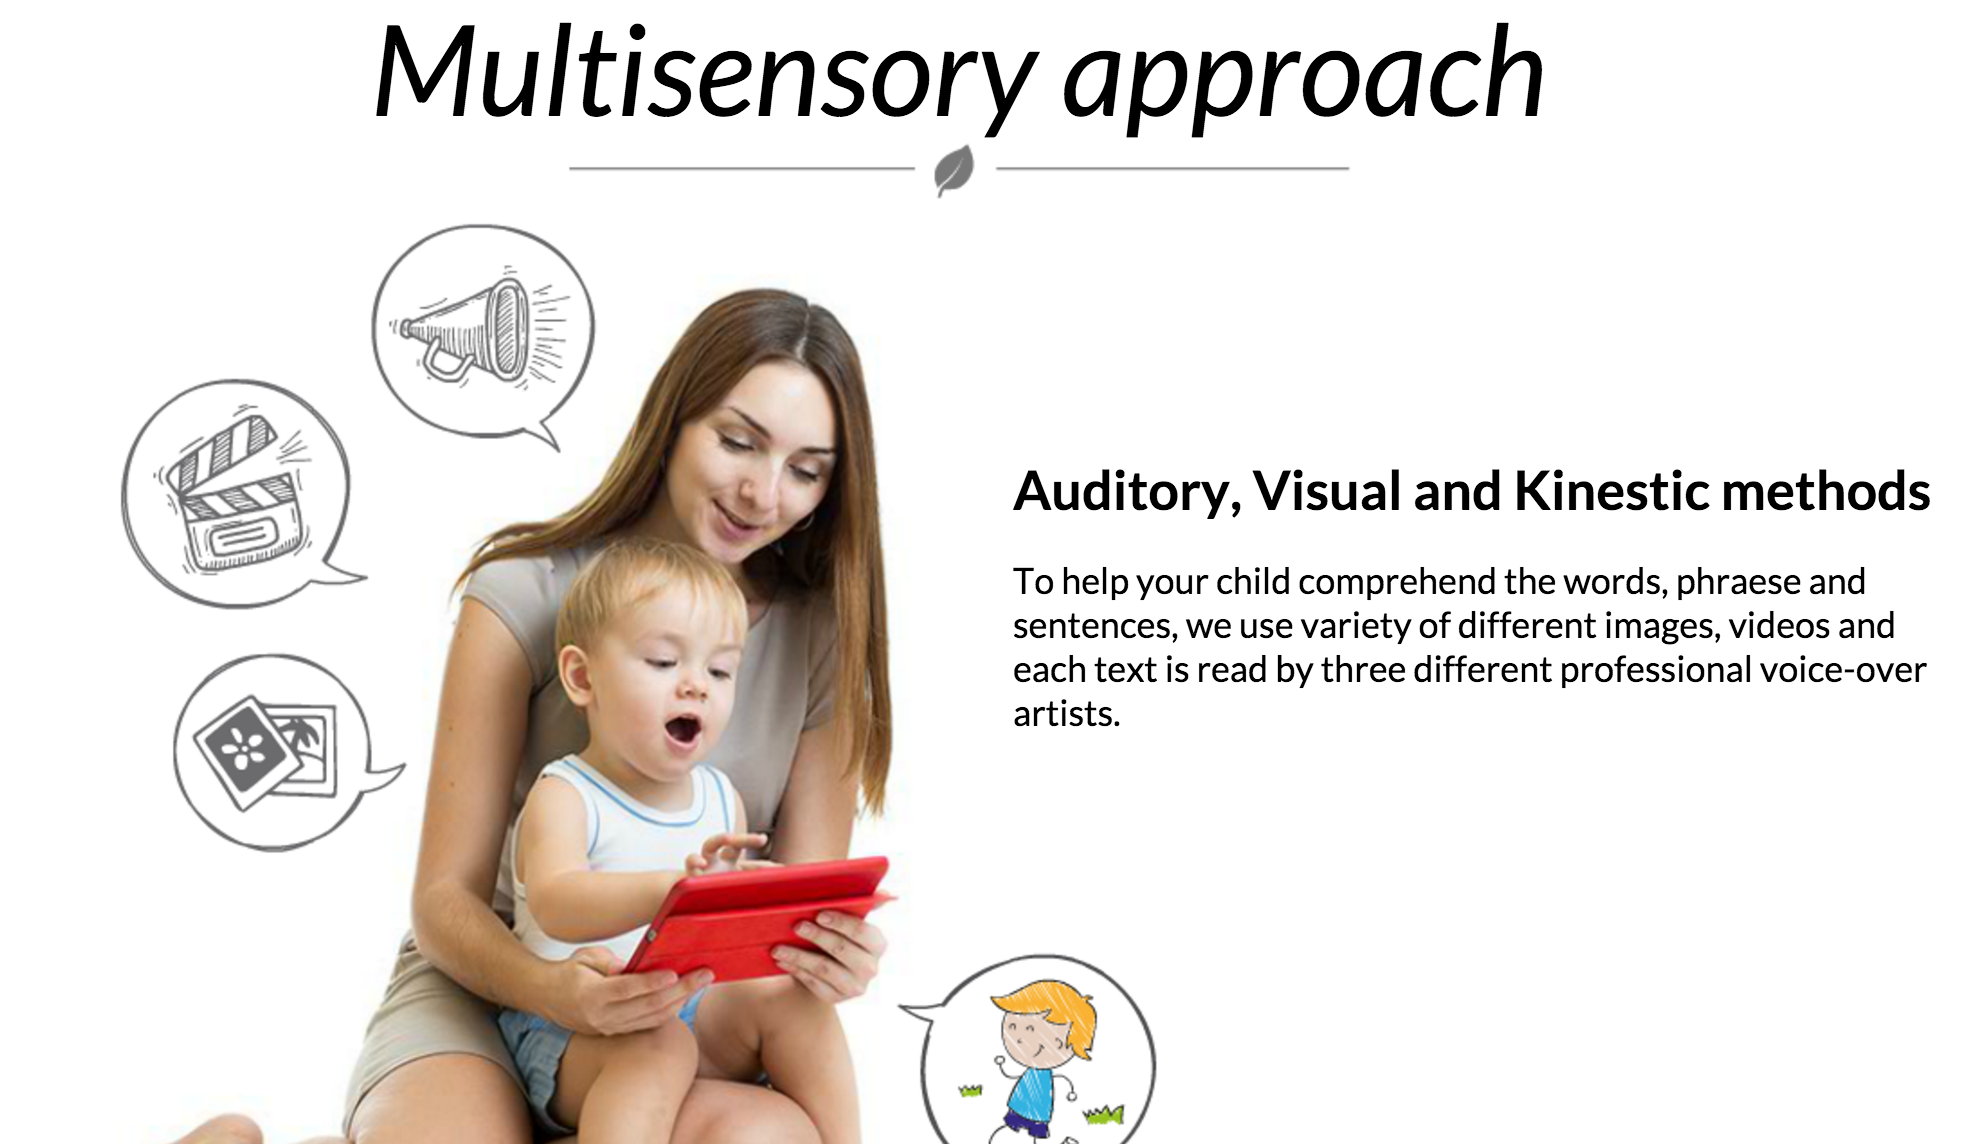 Multisensory approach
Auditory, Visual and Kinestic methods
To help your child comprehend the words, phraese and
sentences, we use variety of different images, videos and
each text is read by three different professional voice-over
artists.